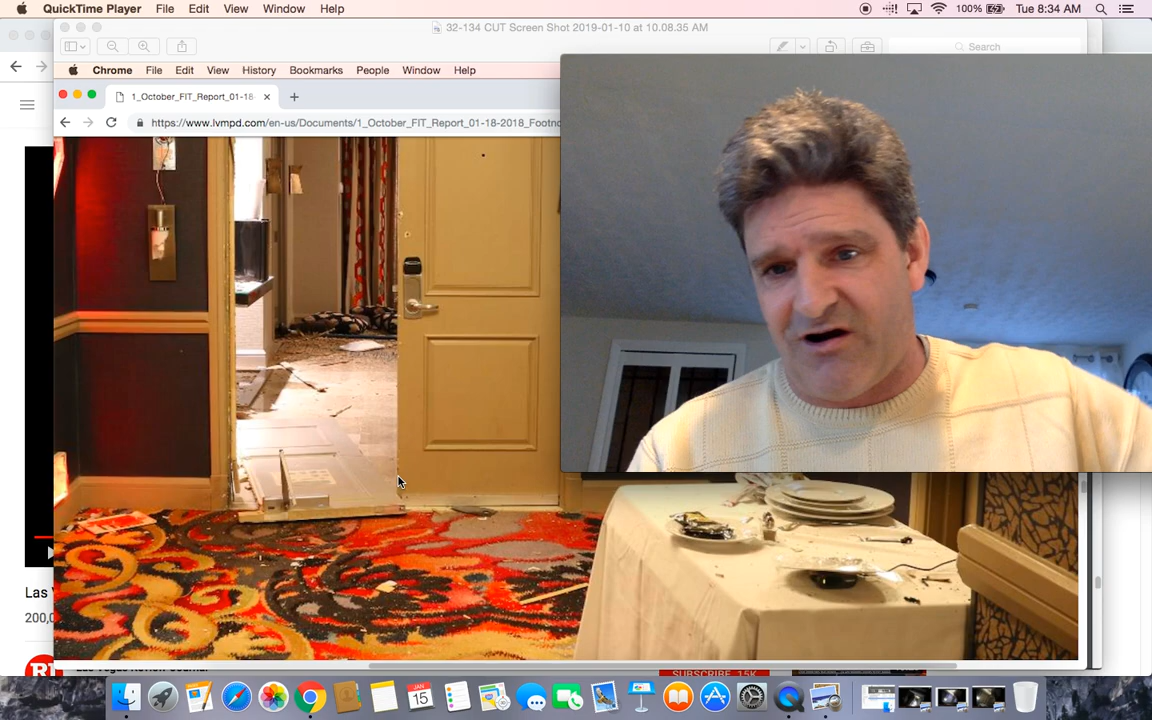 QuickTime Player File Edit View Window Help 100% Tue 8:34 AM
32-134 CUT Screen Shot 2019-01-10 at 10.08.35 AM
Search
Chrome File Edit View History Bookmarks People Window Help
1_October_FIT_Report_01-18-
https://www.lvmpd.com/en-us/Documents/1_October_FIT_Report_01-18-2018_Footno
Las
200,0
SUBSCRIBE 15K
JAN
15